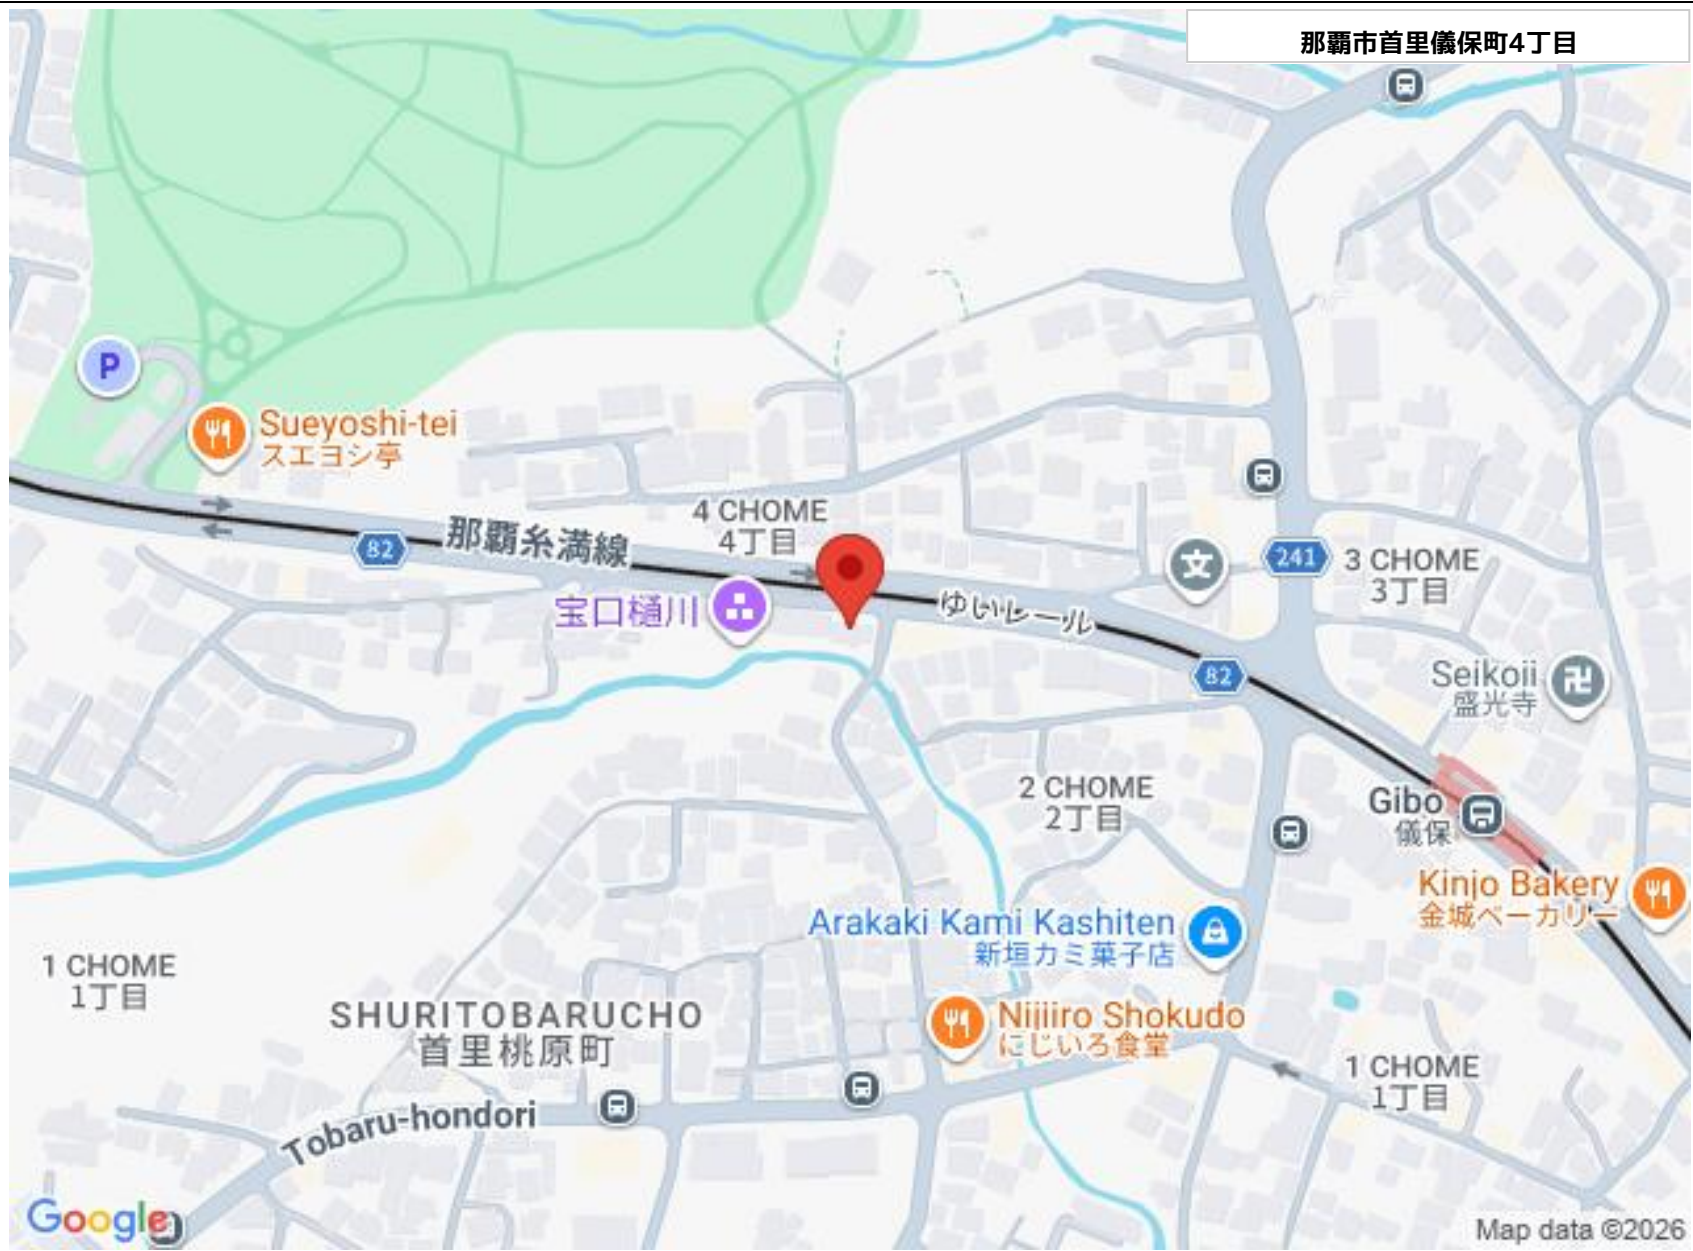 那覇市首里儀保町4丁目
P
Sueyoshi-tei
スエヨシ亭
4 CHOME
4丁目
那覇糸満線
82
241
文
3 CHOME
3丁目
宝口樋川
ゆいレール
82
Seikoji
盛光寺
2 CHOME
2丁目
Gibo
儀保
Kinjo Bakery
金城ベーカリー
Arakaki Kami Kashiten
新垣カミ菓子店
1 CHOME
1丁目
SHURITOBARUCHO
首里桃原町
Nijiiro Shokudo
にじいろ食堂
1 CHOME
1丁目
Tobaru-hondori
Google
Map data ©2026